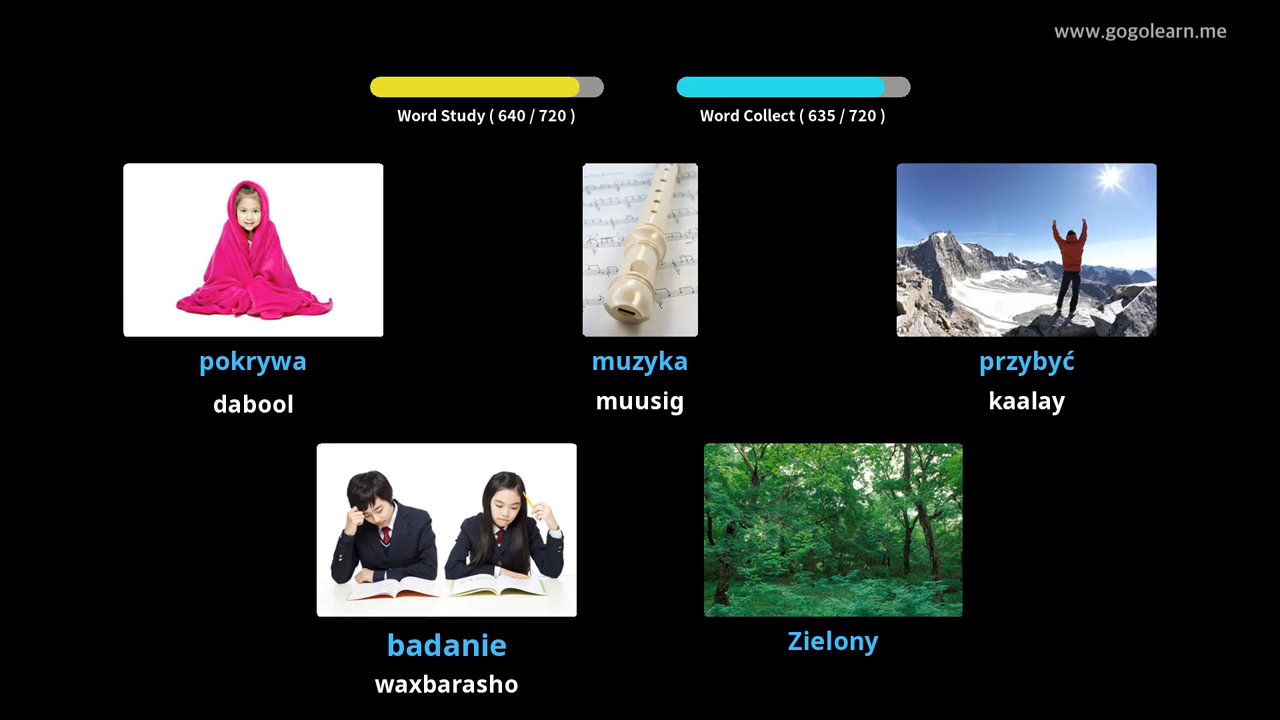 www.gogolearn.me
Word Study ( 640 / 720 )
Word Collect ( 635 / 720 )
pokrywa
dabool
muzyka
muusig
przybyć
kaalay
badanie
waxbarasho
Zielony